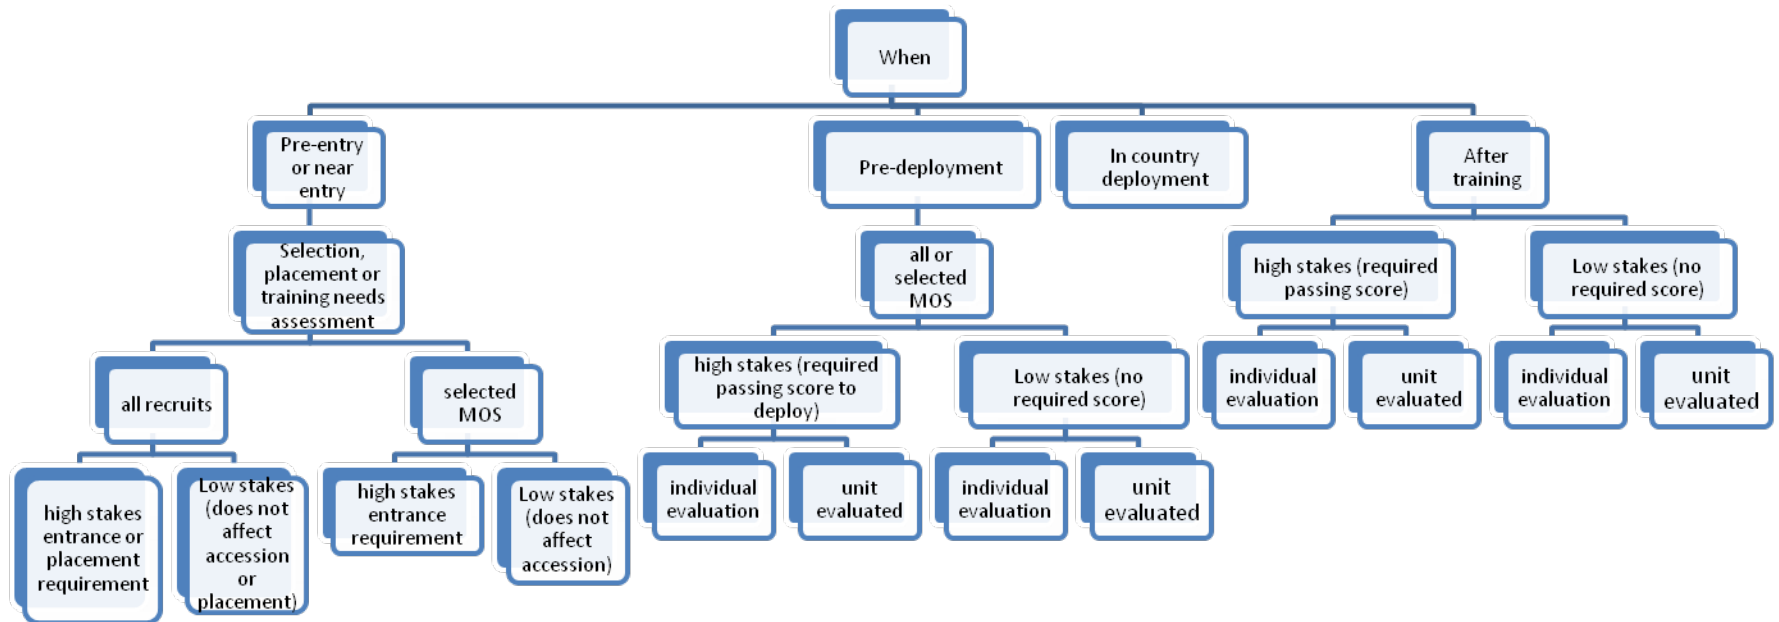 When
Pre-entry
or near
entry
Pre-deployment
In country
deployment
After
training
Selection,
placement or
training needs
assessment
all or
selected
MOS
high stakes (required
passing score)
Low stakes (no
required score)
all recruits
selected
MOS
high stakes (required
passing score to
deploy)
Low stakes (no
required score)
individual
evaluation
unit
evaluated
individual
evaluation
unit
evaluated
high stakes
entrance or
placement
requirement
Low stakes
(does not
affect
accession
or
placement)
high stakes
entrance
requirement
Low stakes
(does not
affect
accession)
individual
evaluation
unit
evaluated
individual
evaluation
unit
evaluated